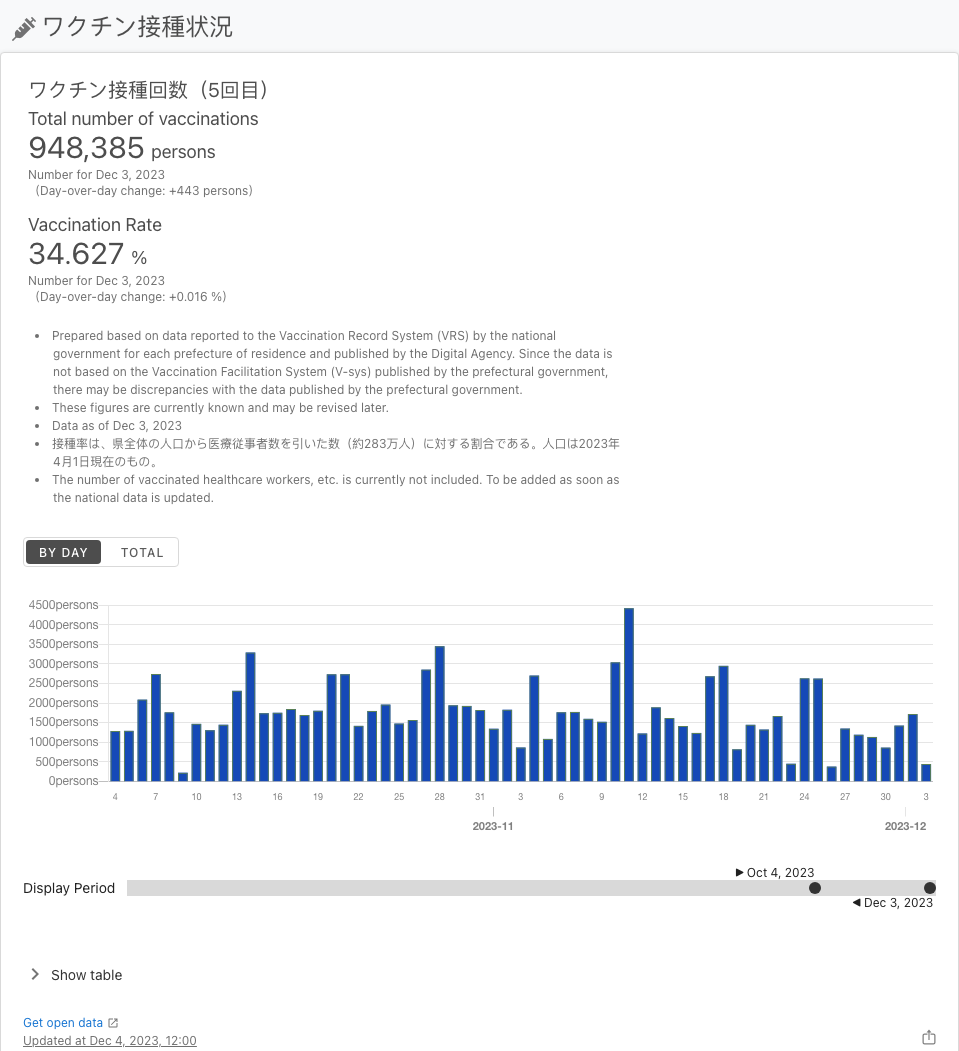 ワクチン接種状況
ワクチン接種回数（5回目）
Total number of vaccinations
948,385 persons
Number for Dec 3, 2023
（Day-over-day change: +443 persons）
Vaccination Rate
34.627 %
Number for Dec 3, 2023
（Day-over-day change: +0.016 %）
• Prepared based on data reported to the Vaccination Record System (VRS) by the national
government for each prefecture of residence and published by the Digital Agency. Since the data is
not based on the Vaccination Facilitation System (V-sys) published by the prefectural government,
there may be discrepancies with the data published by the prefectural government.
• These figures are currently known and may be revised later.
• Data as of Dec 3, 2023
• 接種率は、県全体の人口から医療従事者数を引いた数（約283万人）に対する割合である。人口は2023年
4月1日現在のもの。
• The number of vaccinated healthcare workers, etc. is currently not included. To be added as soon as
the national data is updated.
BY DAY TOTAL
4500persons
4000persons
3500persons
3000persons
2500persons
2000persons
1500persons
1000persons
500persons
0persons
4 7 10 13 16 19 22 25 28 31 3 6 9 12 15 18 21 24 27 30 3
2023-11 2023-12
Oct 4, 2023
Display Period
Dec 3, 2023
Show table
Get open data
Updated at Dec 4, 2023, 12:00